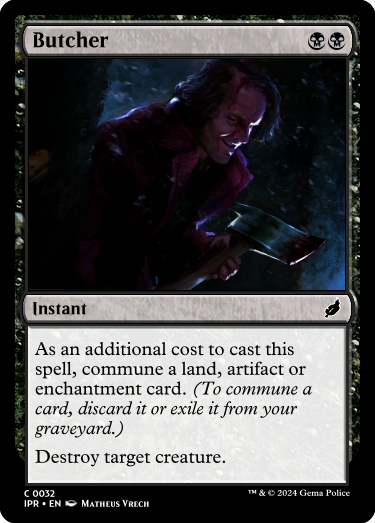 Butcher
Instant
As an additional cost to cast this
spell, commune a land, artifact or
enchantment card. (To commune a
card, discard it or exile it from your
graveyard.)
Destroy target creature.
C 0032
IPR • EN Matheus Vrech
™ & © 2024 Gema Police